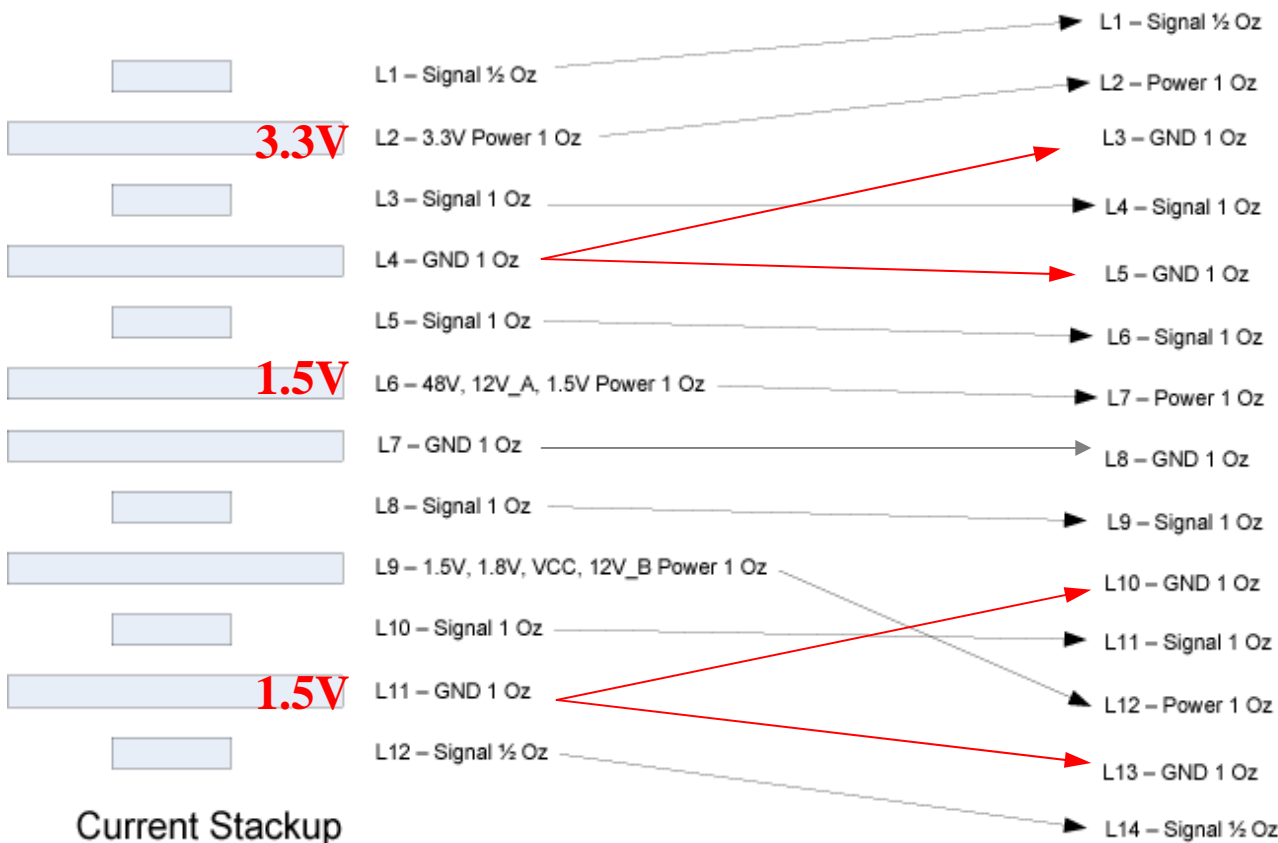 L1 – Signal ½ Oz
L1 – Signal ½ Oz
L2 – Power 1 Oz
3.3V
L2 – 3.3V Power 1 Oz
L3 – GND 1 Oz
L3 – Signal 1 Oz
L4 – Signal 1 Oz
L4 – GND 1 Oz
L5 – GND 1 Oz
L5 – Signal 1 Oz
L6 – Signal 1 Oz
1.5V
L6 – 48V, 12V_A, 1.5V Power 1 Oz
L7 – Power 1 Oz
L7 – GND 1 Oz
L8 – GND 1 Oz
L8 – Signal 1 Oz
L9 – Signal 1 Oz
L9 – 1.5V, 1.8V, VCC, 12V_B Power 1 Oz
L10 – GND 1 Oz
L10 – Signal 1 Oz
L11 – Signal 1 Oz
1.5V
L11 – GND 1 Oz
L12 – Power 1 Oz
L12 – Signal ½ Oz
L13 – GND 1 Oz
Current Stackup
L14 – Signal ½ Oz